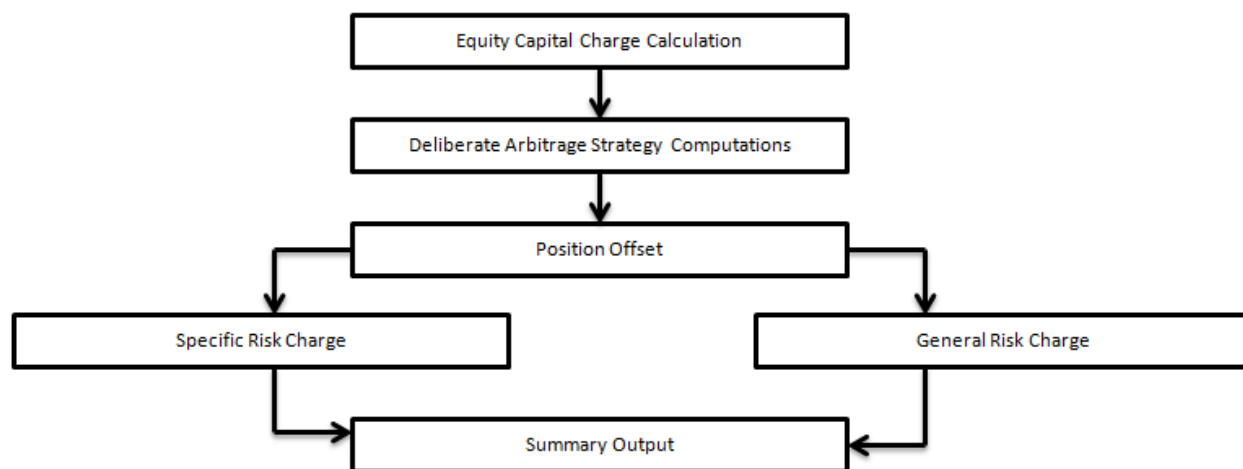 Equity Capital Charge Calculation
Deliberate Arbitrage Strategy Computations
Position Offset
Specific Risk Charge
General Risk Charge
Summary Output